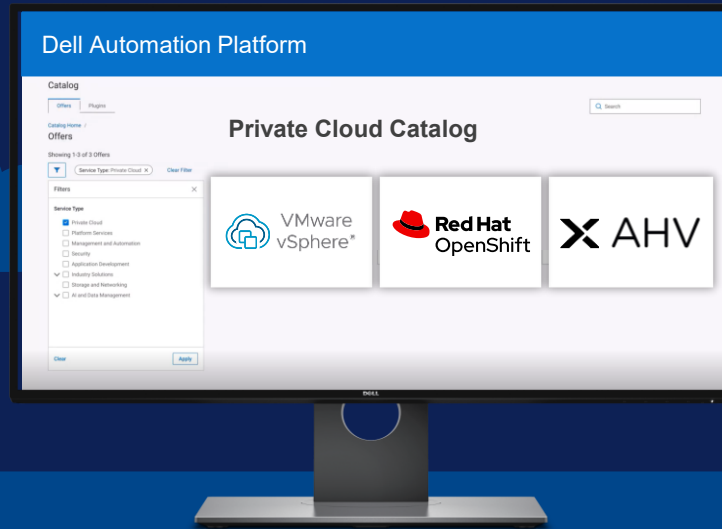 Dell Automation Platform
Catalog
Offers Plugins
Search
Catalog Home /
Offers
Private Cloud Catalog
Showing 1-3 of 3 Offers
Service Type: Private Cloud X Clear Filter
Filters
Service Type
Private Cloud
Platform Services
Management and Automation
Security
Application Development
Industry Solutions
Storage and Networking
AI and Data Management
Clear Apply
VMware
vSphere®
Red Hat
OpenShift
AHV
DELL